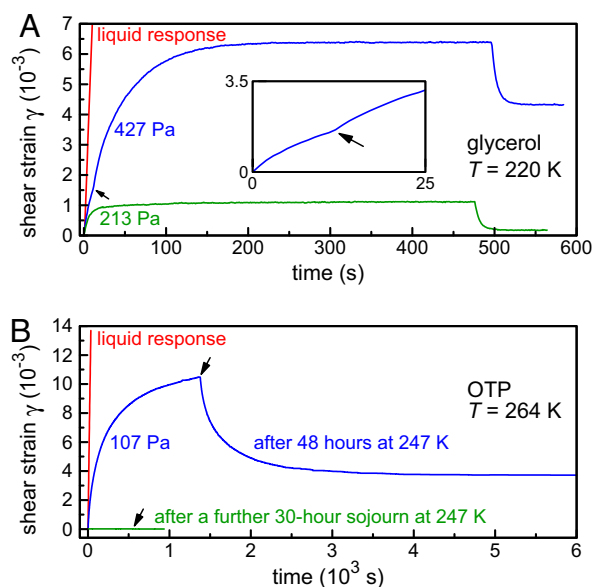 A
7
6
5
4
3
2
1
0
shear strain γ (10⁻³)
liquid response
427 Pa
213 Pa
3.5
0
0
25
glycerol
T = 220 K
0 100 200 300 400 500 600
time (s)
B
14
12
10
8
6
4
2
0
shear strain γ (10⁻³)
liquid response
107 Pa
OTP
T = 264 K
after 48 hours at 247 K
after a further 30-hour sojourn at 247 K
0 1 2 3 4 5 6
time (10³ s)